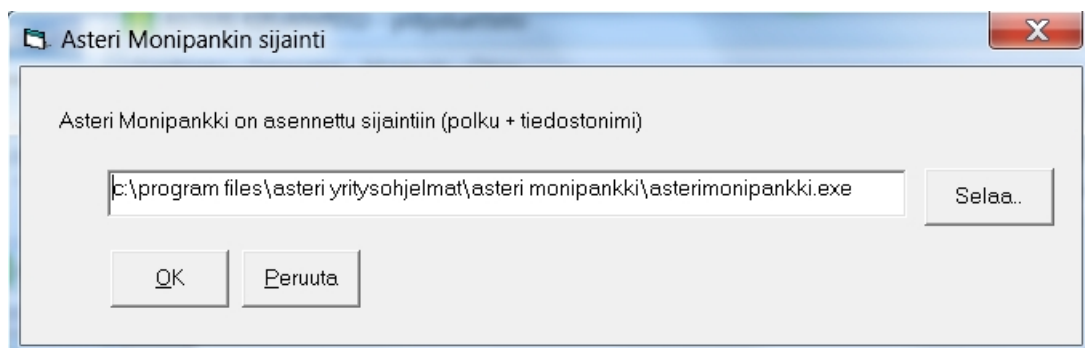 Asteri Monipankin sijainti
Asteri Monipankki on asennettu sijaintiin (polku + tiedostonimi)
c:\program files\asteri yritysohjelmat\asteri monipankki\asterimonipankki.exe
Selaa..
OK
Peruuta